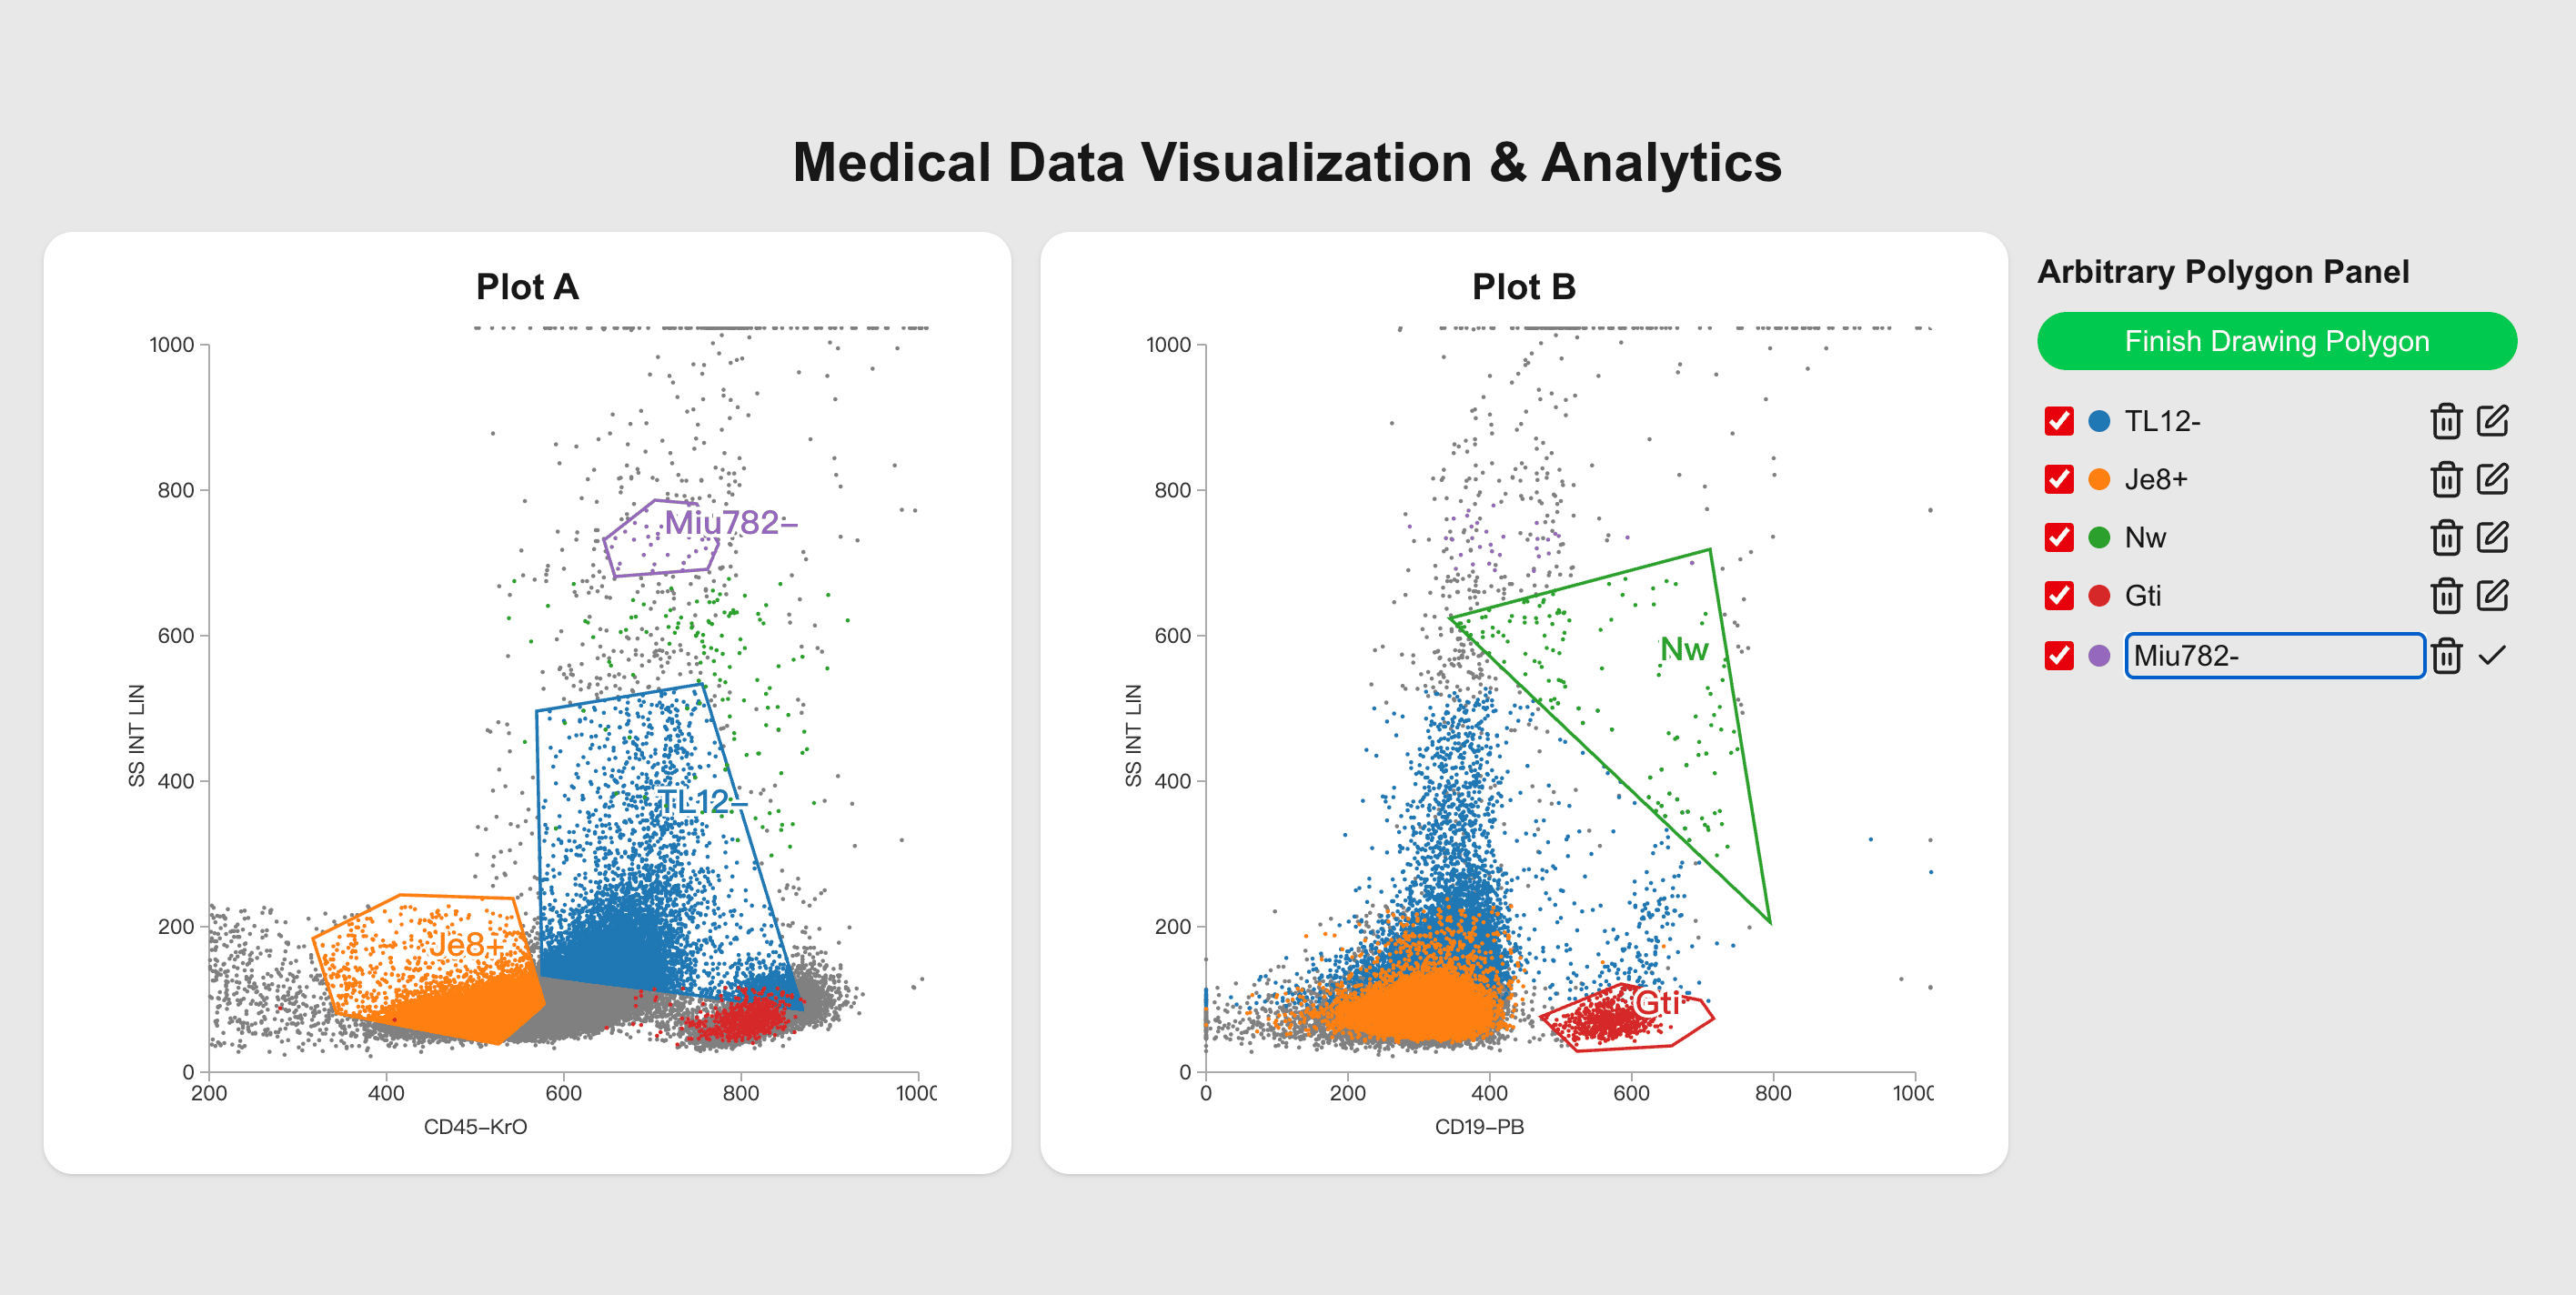 Medical Data Visualization & Analytics
Plot A
1000
800
600
400
200
0
200 400 600 800 1000
SS INT LIN
CD45-KrO
Miu782-
TL12-
Je8+
Plot B
1000
800
600
400
200
0
0 200 400 600 800 1000
SS INT LIN
CD19-PB
Nw
Gti
Arbitrary Polygon Panel
Finish Drawing Polygon
TL12-
Je8+
Nw
Gti
Miu782-